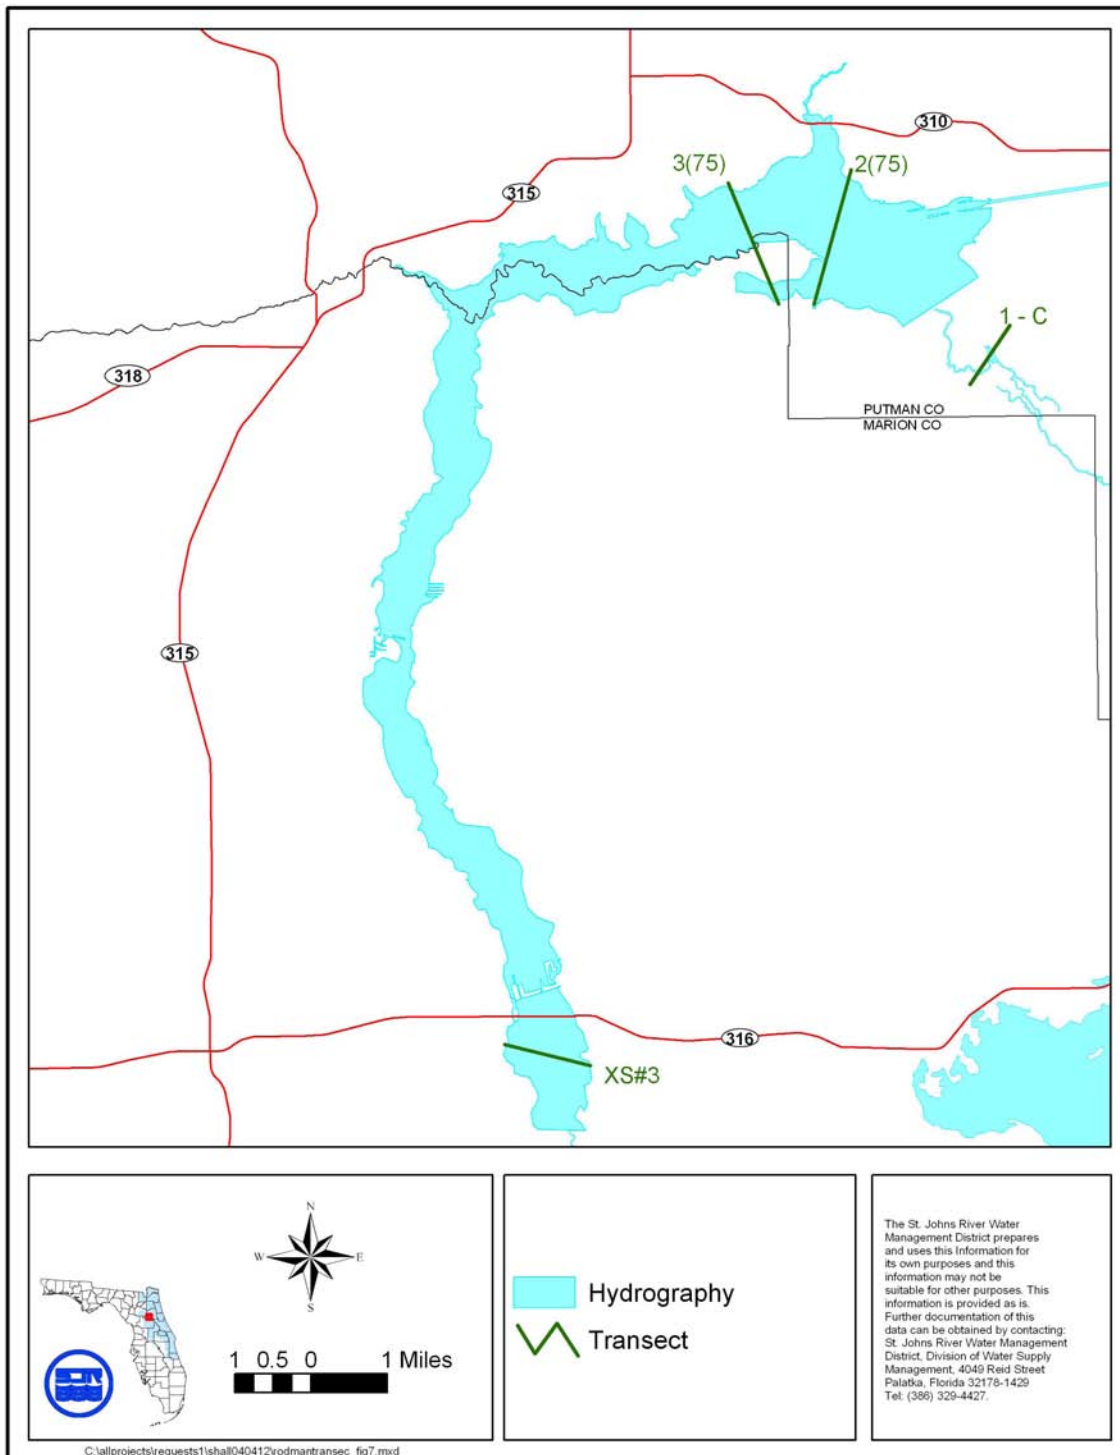 310
3(75)
2(75)
315
1 - C
318
PUTMAN CO
MARION CO
315
316
XS#3
N
W
E
S
1 0.5 0 1 Miles
Hydrography
Transect
The St. Johns River Water
Management District prepares
and uses this Information for
its own purposes and this
information may not be
suitable for other purposes. This
information is provided as is.
Further documentation of this
data can be obtained by contacting:
St. Johns River Water Management
District, Division of Water Supply
Management, 4049 Reid Street
Palatka, Florida 32178-1429
Tel: (386) 329-4427.
C:\allprojects\requests1\shall040412\rodmantransec_fig7.mxd